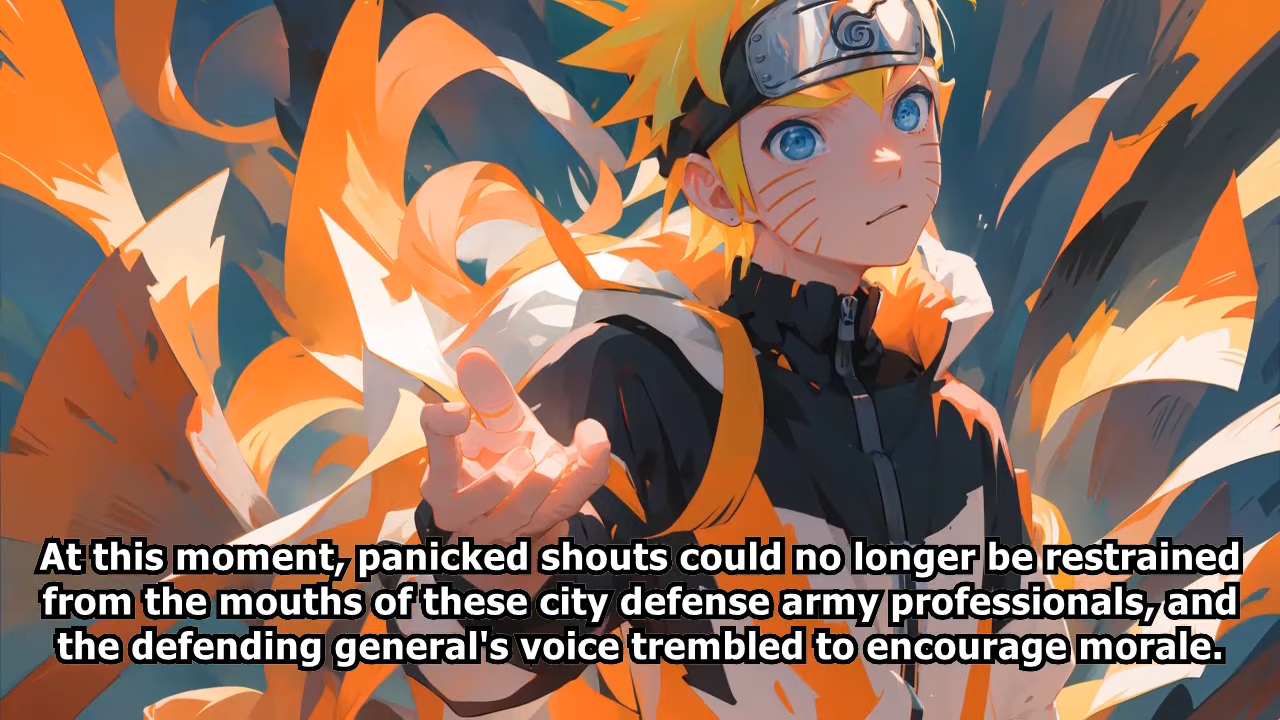 At this moment, panicked shouts could no longer be restrained
from the mouths of these city defense army professionals, and
the defending general's voice trembled to encourage morale.